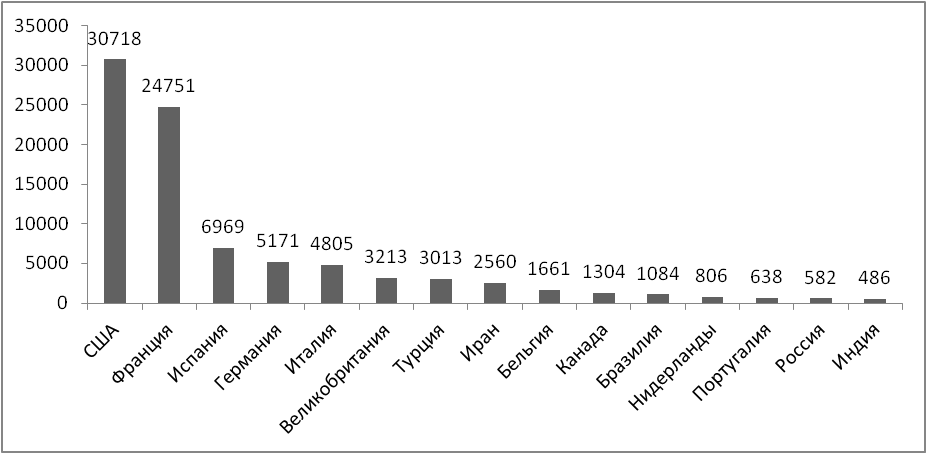 35000
30000
25000
20000
15000
10000
5000
0
30718
24751
6969
5171
4805
3213
3013
2560
1661
1304
1084
806
638
582
486
США
Франция
Испания
Германия
Италия
Великобритания
Турция
Иран
Бельгия
Канада
Бразилия
Нидерланды
Португалия
Россия
Индия